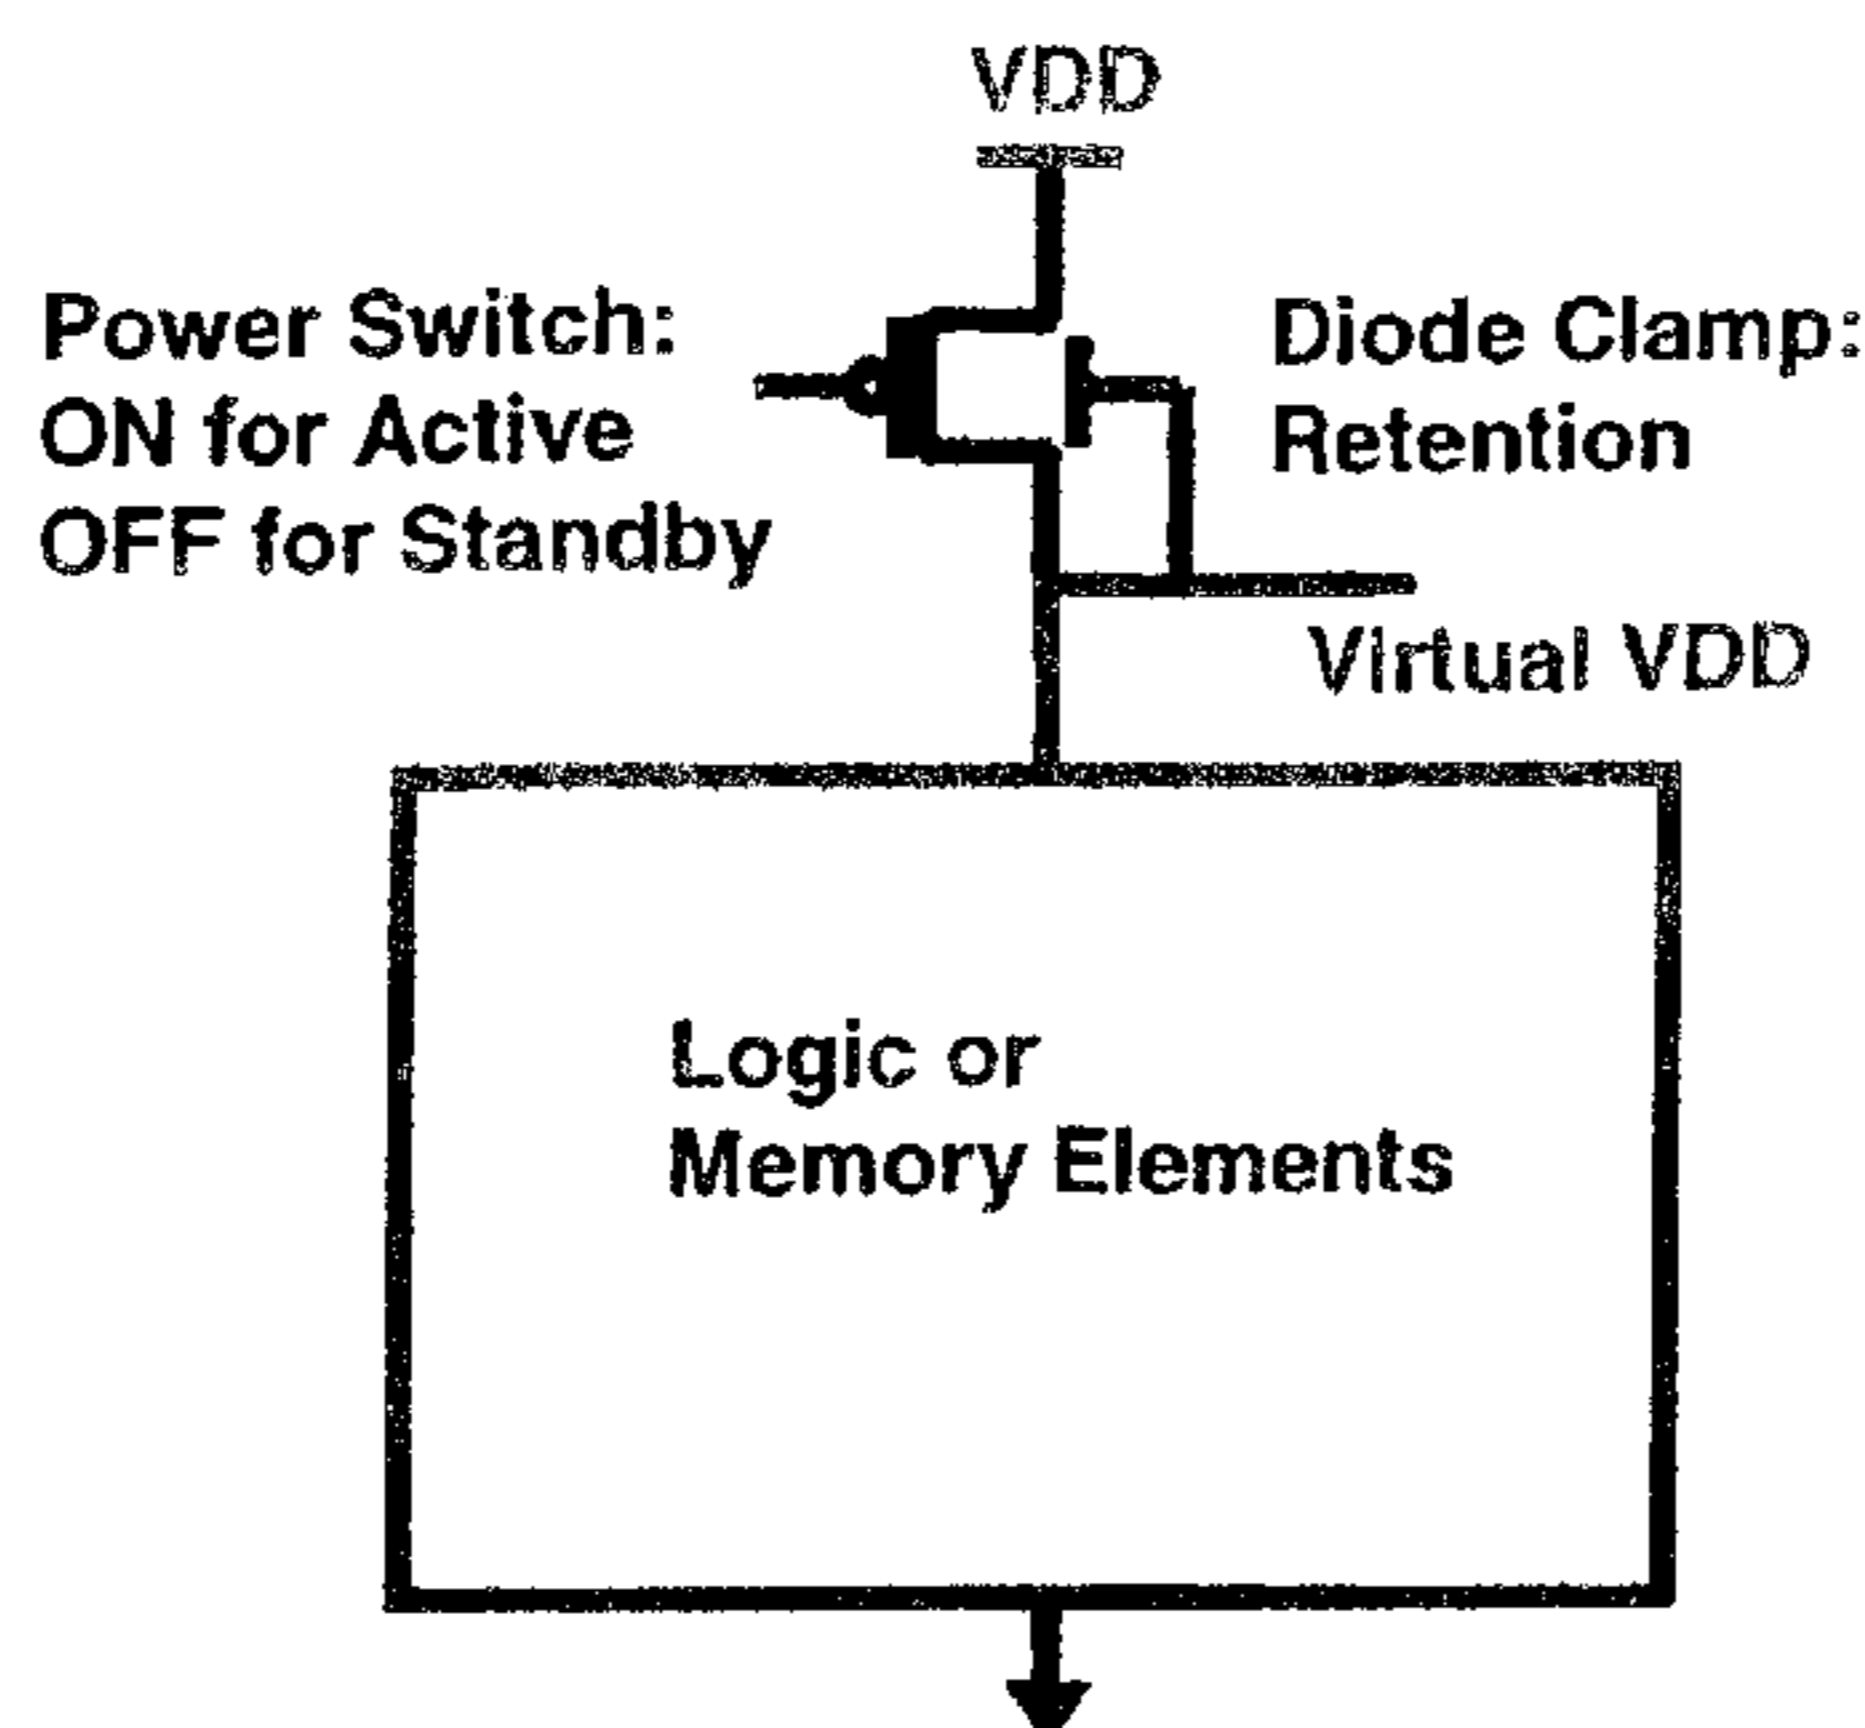 VDD
Power Switch:
ON for Active
OFF for Standby
Diode Clamp:
Retention
Virtual VDD
Logic or
Memory Elements